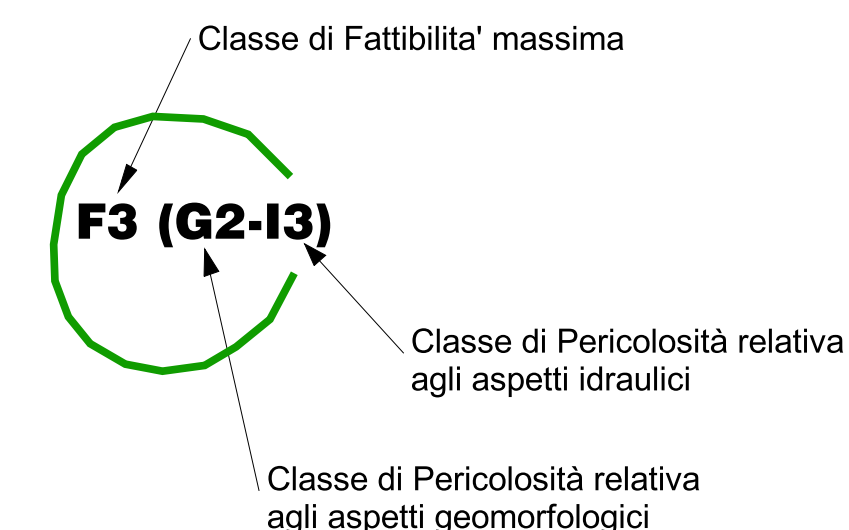 Classe di Fattibilita' massima
F3 (G2-I3)
Classe di Pericolosità relativa
agli aspetti idraulici
Classe di Pericolosità relativa
agli aspetti geomorfologici